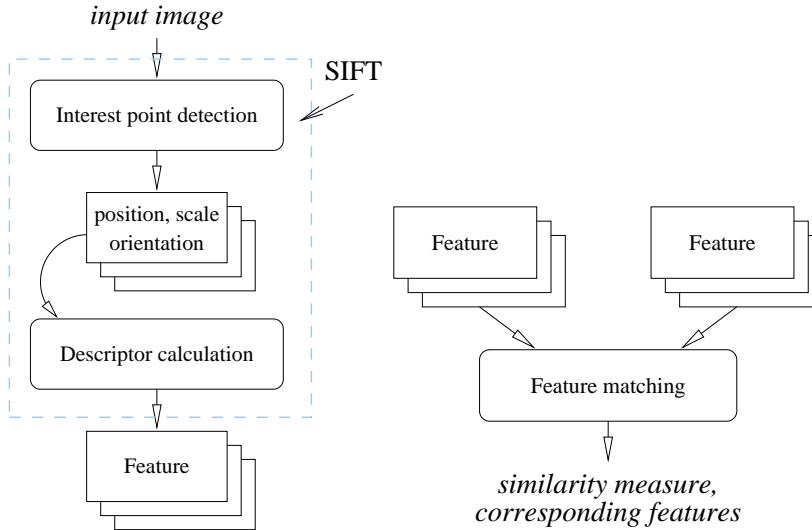 input image
SIFT
Interest point detection
position, scale
orientation
Descriptor calculation
Feature
Feature
Feature
Feature matching
similarity measure,
corresponding features